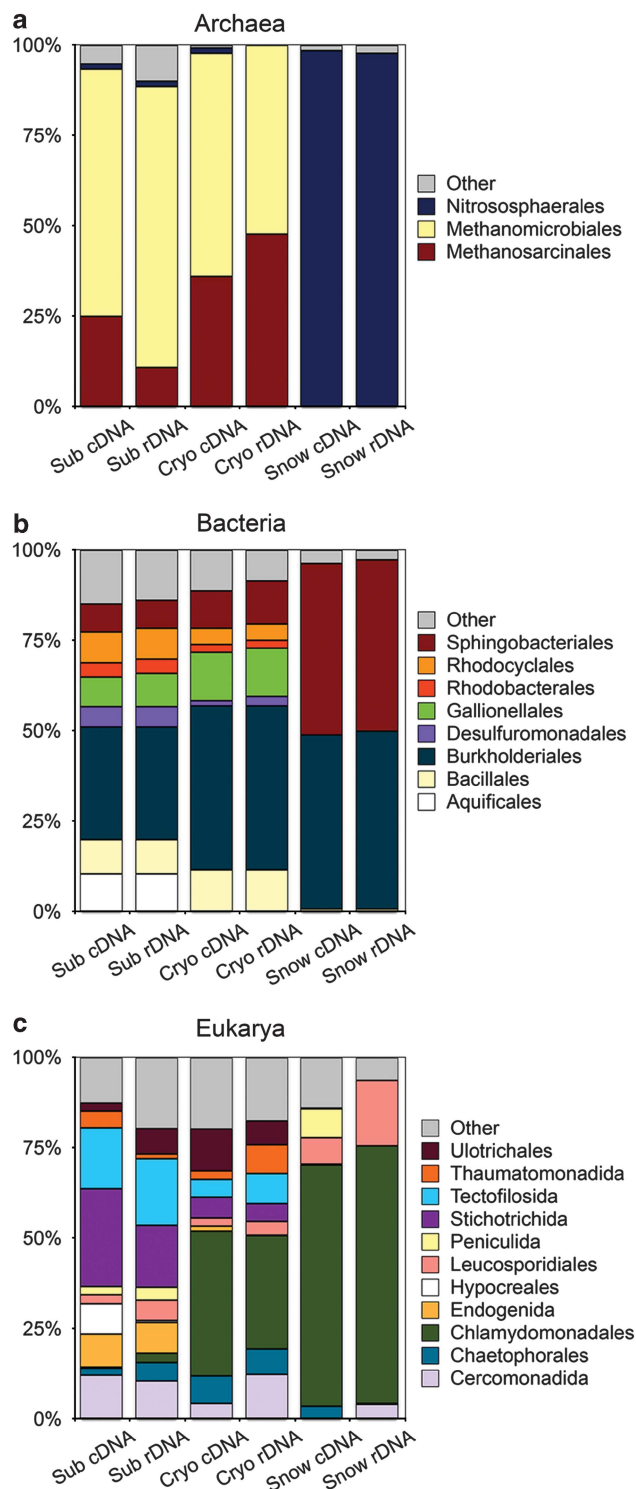 a
Archaea
100%
75%
50%
25%
0%
Sub cDNA
Sub rDNA
Cryo cDNA
Cryo rDNA
Snow cDNA
Snow rDNA
Other
Nitrososphaerales
Methanomicrobiales
Methanosarcinales
b
Bacteria
100%
75%
50%
25%
0%
Sub cDNA
Sub rDNA
Cryo cDNA
Cryo rDNA
Snow cDNA
Snow rDNA
Other
Sphingobacteriales
Rhodocyclales
Rhodobacterales
Gallionellales
Desulfuromonadales
Burkholderiales
Bacillales
Aquificales
c
Eukarya
100%
75%
50%
25%
0%
Sub cDNA
Sub rDNA
Cryo cDNA
Cryo rDNA
Snow cDNA
Snow rDNA
Other
Ulotrichales
Thaumatomonadida
Tectofilosida
Stichotrichida
Peniculida
Leucosporidiales
Hypocreales
Endogenida
Chlamydomonadales
Chaetophorales
Cercomonadida